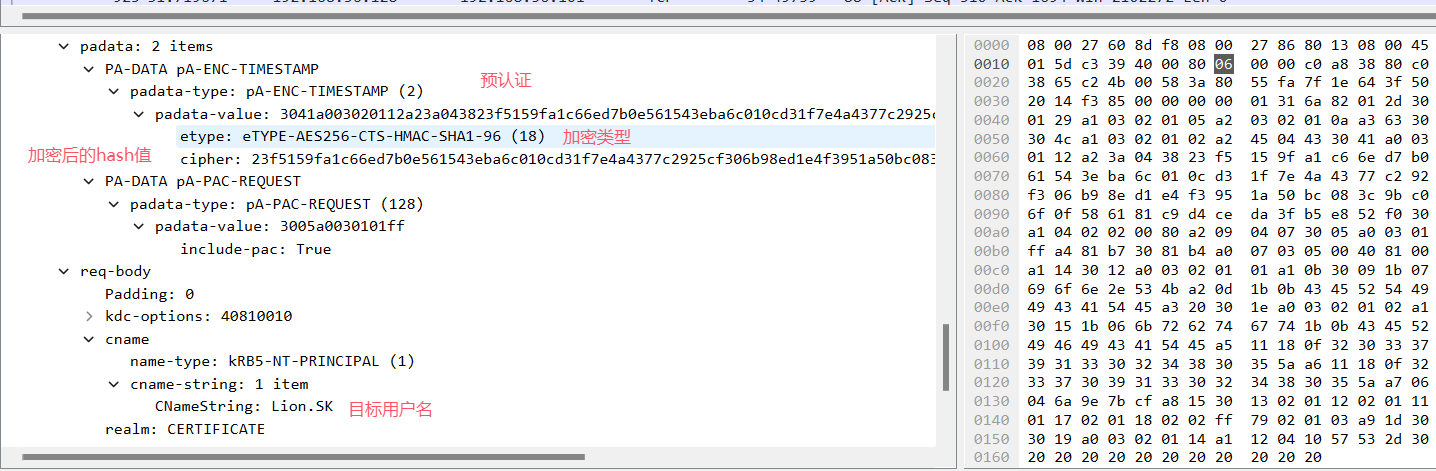 padata: 2 items
PA-DATA pA-ENC-TIMESTAMP
预认证
padata-type: pA-ENC-TIMESTAMP (2)
padata-value: 3041a003020112a23a043823f5159fa1c66ed7b0e561543eba6c010cd31f7e4a4377c2925c
etype: eTYPE-AES256-CTS-HMAC-SHA1-96 (18) 加密类型
加密后的hash值
cipher: 23f5159fa1c66ed7b0e561543eba6c010cd31f7e4a4377c2925cf306b98ed1e4f3951a50bc083
PA-DATA pA-PAC-REQUEST
padata-type: pA-PAC-REQUEST (128)
padata-value: 3005a0030101ff
include-pac: True
req-body
Padding: 0
kdc-options: 40810010
cname
name-type: kRB5-NT-PRINCIPAL (1)
cname-string: 1 item
CNameString: Lion.SK 目标用户名
realm: CERTIFICATE
0000 08 00 27 60 8d f8 08 00 27 86 80 13 08 00 45
0010 01 5d c3 39 40 00 80 06 00 00 c0 a8 38 80 c0
0020 38 65 c2 4b 00 58 3a 80 55 fa 7f 1e 64 3f 50
0030 20 14 f3 85 00 00 00 00 01 31 6a 82 01 2d 30
0040 01 29 a1 03 02 01 05 a2 03 02 01 0a a3 63 30
0050 30 4c a1 03 02 01 02 a2 45 04 43 30 41 a0 03
0060 01 12 a2 3a 04 38 23 f5 15 9f a1 c6 6e d7 b0
0070 61 54 3e ba 6c 01 0c d3 1f 7e 4a 43 77 c2 92
0080 f3 06 b9 8e d1 e4 f3 95 1a 50 bc 08 3c 9b c0
0090 6f 0f 58 61 81 c9 d4 ce da 3f b5 e8 52 f0 30
00a0 a1 04 02 02 00 80 a2 09 04 07 30 05 a0 03 01
00b0 ff a4 81 b7 30 81 b4 a0 07 03 05 00 40 81 00
00c0 a1 14 30 12 a0 03 02 01 01 a1 0b 30 09 1b 07
00d0 69 6f 6e 2e 53 4b a2 0d 1b 0b 43 45 52 54 49
00e0 49 43 41 54 45 a3 20 30 1e a0 03 02 01 02 a1
00f0 30 15 1b 06 6b 72 62 74 67 74 1b 0b 43 45 52
0100 49 46 49 43 41 54 45 a5 11 18 0f 32 30 33 37
0110 39 31 33 30 32 34 38 30 35 5a a6 11 18 0f 32
0120 33 37 30 39 31 33 30 32 34 38 30 35 5a a7 06
0130 04 6a 9e 7b cf a8 15 30 13 02 01 12 02 01 11
0140 01 17 02 01 18 02 02 ff 79 02 01 03 a9 1d 30
0150 30 19 a0 03 02 01 14 a1 12 04 10 57 53 2d 30
0160 20 20 20 20 20 20 20 20 20 20 20